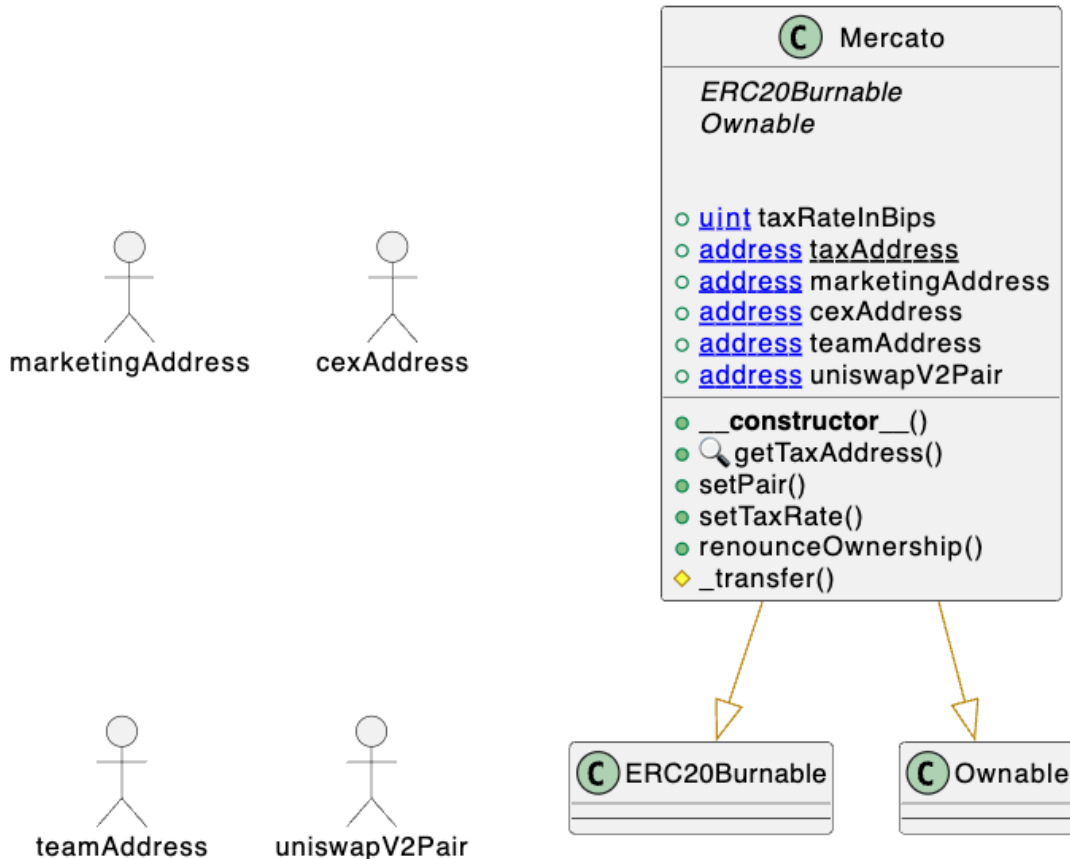 C Mercato
ERC20Burnable
Ownable
uint taxRateInBips
address taxAddress
address marketingAddress
address cexAddress
address teamAddress
address uniswapV2Pair
__constructor__()
getTaxAddress()
setPair()
setTaxRate()
renounceOwnership()
_transfer()
marketingAddress
cexAddress
teamAddress
uniswapV2Pair
C ERC20Burnable
C Ownable